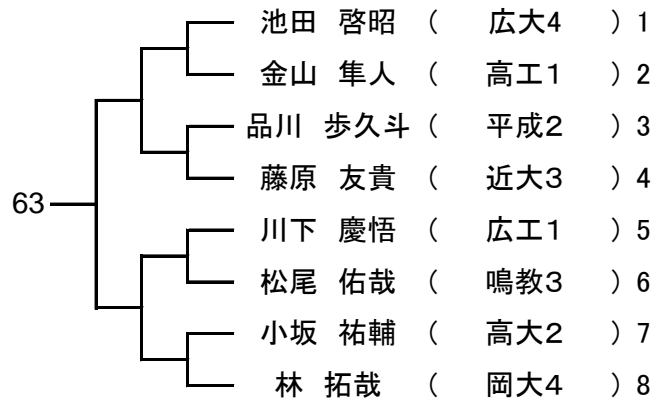 池田 啓昭 ( 広大4 ) 1
金山 隼人 ( 高工1 ) 2
品川 歩久斗 ( 平成2 ) 3
藤原 友貴 ( 近大3 ) 4
63
川下 慶悟 ( 広工1 ) 5
松尾 佑哉 ( 鳴教3 ) 6
小坂 祐輔 ( 高大2 ) 7
林 拓哉 ( 岡大4 ) 8